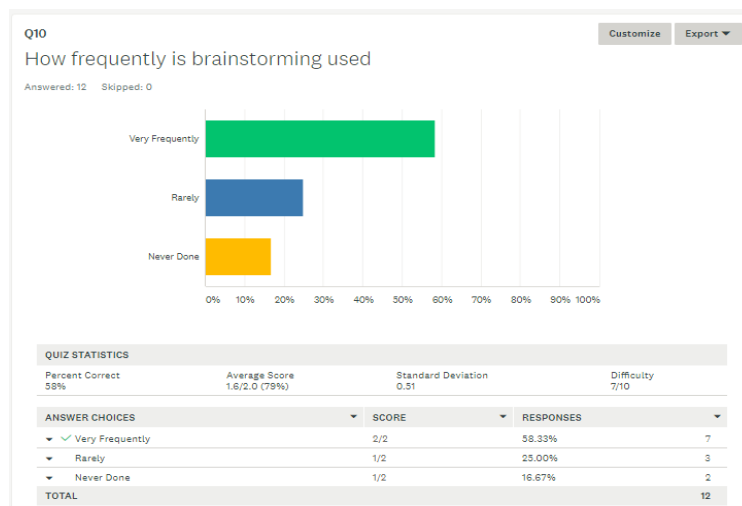 Q10
Customize
Export
How frequently is brainstorming used
Answered: 12 Skipped: 0
Very Frequently
Rarely
Never Done
0% 10% 20% 30% 40% 50% 60% 70% 80% 90% 100%
QUIZ STATISTICS
Percent Correct Average Score Standard Deviation Difficulty
58% 1.6/2.0 (79%) 0.51 7/10
ANSWER CHOICES SCORE RESPONSES
Very Frequently 2/2 58.33% 7
Rarely 1/2 25.00% 3
Never Done 1/2 16.67% 2
TOTAL 12